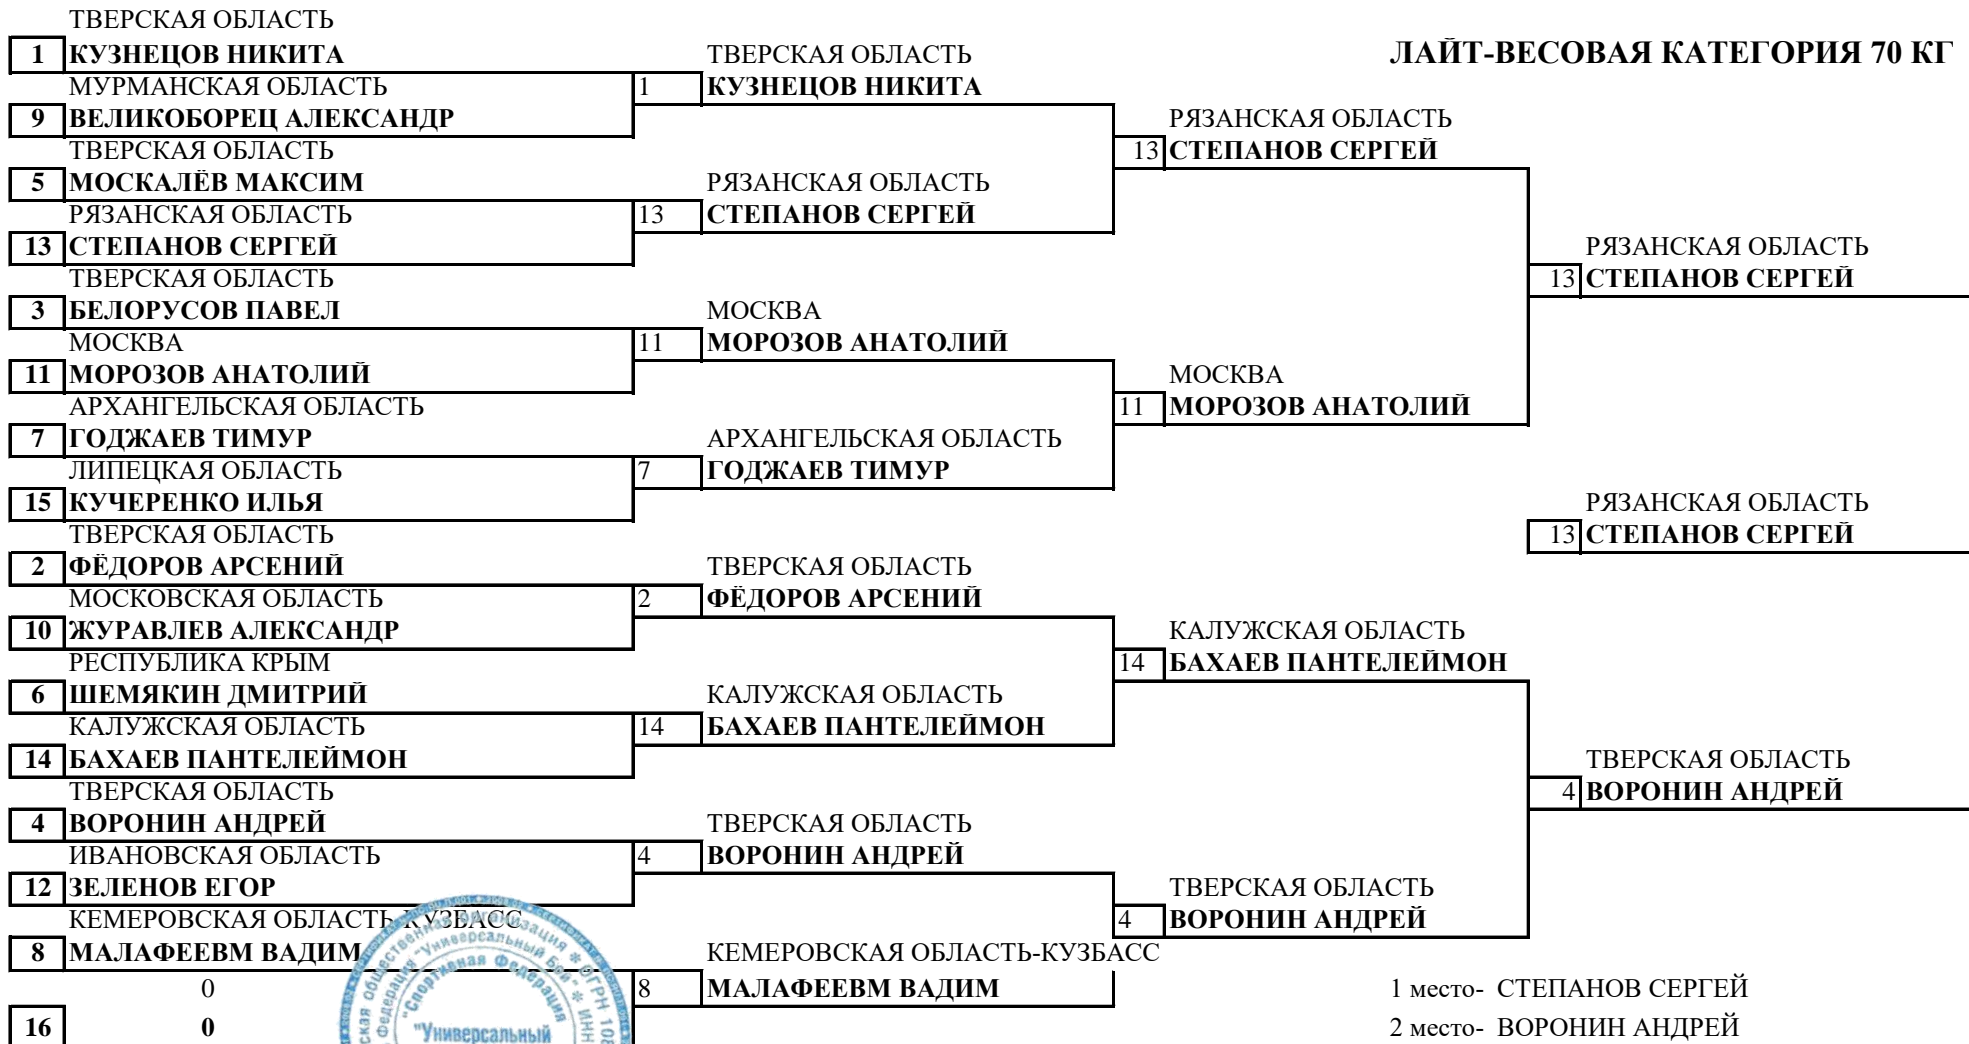 ЛАЙТ-ВЕСОВАЯ КАТЕГОРИЯ 70 КГ
ТВЕРСКАЯ ОБЛАСТЬ
1 КУЗНЕЦОВ НИКИТА
МУРМАНСКАЯ ОБЛАСТЬ
9 ВЕЛИКОБОРЕЦ АЛЕКСАНДР
ТВЕРСКАЯ ОБЛАСТЬ
5 МОСКАЛЁВ МАКСИМ
РЯЗАНСКАЯ ОБЛАСТЬ
13 СТЕПАНОВ СЕРГЕЙ
ТВЕРСКАЯ ОБЛАСТЬ
3 БЕЛОРУСОВ ПАВЕЛ
МОСКВА
11 МОРОЗОВ АНАТОЛИЙ
АРХАНГЕЛЬСКАЯ ОБЛАСТЬ
7 ГОДЖАЕВ ТИМУР
ЛИПЕЦКАЯ ОБЛАСТЬ
15 КУЧЕРЕНКО ИЛЬЯ
ТВЕРСКАЯ ОБЛАСТЬ
2 ФЁДОРОВ АРСЕНИЙ
МОСКОВСКАЯ ОБЛАСТЬ
10 ЖУРАВЛЕВ АЛЕКСАНДР
РЕСПУБЛИКА КРЫМ
6 ШЕМЯКИН ДМИТРИЙ
КАЛУЖСКАЯ ОБЛАСТЬ
14 БАХАЕВ ПАНТЕЛЕЙМОН
ТВЕРСКАЯ ОБЛАСТЬ
4 ВОРОНИН АНДРЕЙ
ИВАНОВСКАЯ ОБЛАСТЬ
12 ЗЕЛЕНОВ ЕГОР
КЕМЕРОВСКАЯ ОБЛАСТЬ-КУЗБАСС
8 МАЛАФЕЕВМ ВАДИМ
0
16 0
ТВЕРСКАЯ ОБЛАСТЬ
1 КУЗНЕЦОВ НИКИТА
РЯЗАНСКАЯ ОБЛАСТЬ
13 СТЕПАНОВ СЕРГЕЙ
МОСКВА
11 МОРОЗОВ АНАТОЛИЙ
АРХАНГЕЛЬСКАЯ ОБЛАСТЬ
7 ГОДЖАЕВ ТИМУР
ТВЕРСКАЯ ОБЛАСТЬ
2 ФЁДОРОВ АРСЕНИЙ
КАЛУЖСКАЯ ОБЛАСТЬ
14 БАХАЕВ ПАНТЕЛЕЙМОН
ТВЕРСКАЯ ОБЛАСТЬ
4 ВОРОНИН АНДРЕЙ
КЕМЕРОВСКАЯ ОБЛАСТЬ-КУЗБАСС
8 МАЛАФЕЕВМ ВАДИМ
РЯЗАНСКАЯ ОБЛАСТЬ
13 СТЕПАНОВ СЕРГЕЙ
МОСКВА
11 МОРОЗОВ АНАТОЛИЙ
КАЛУЖСКАЯ ОБЛАСТЬ
14 БАХАЕВ ПАНТЕЛЕЙМОН
ТВЕРСКАЯ ОБЛАСТЬ
4 ВОРОНИН АНДРЕЙ
РЯЗАНСКАЯ ОБЛАСТЬ
13 СТЕПАНОВ СЕРГЕЙ
РЯЗАНСКАЯ ОБЛАСТЬ
13 СТЕПАНОВ СЕРГЕЙ
ТВЕРСКАЯ ОБЛАСТЬ
4 ВОРОНИН АНДРЕЙ
1 место- СТЕПАНОВ СЕРГЕЙ
2 место- ВОРОНИН АНДРЕЙ
"Спортивная Федерация
"Универсальный